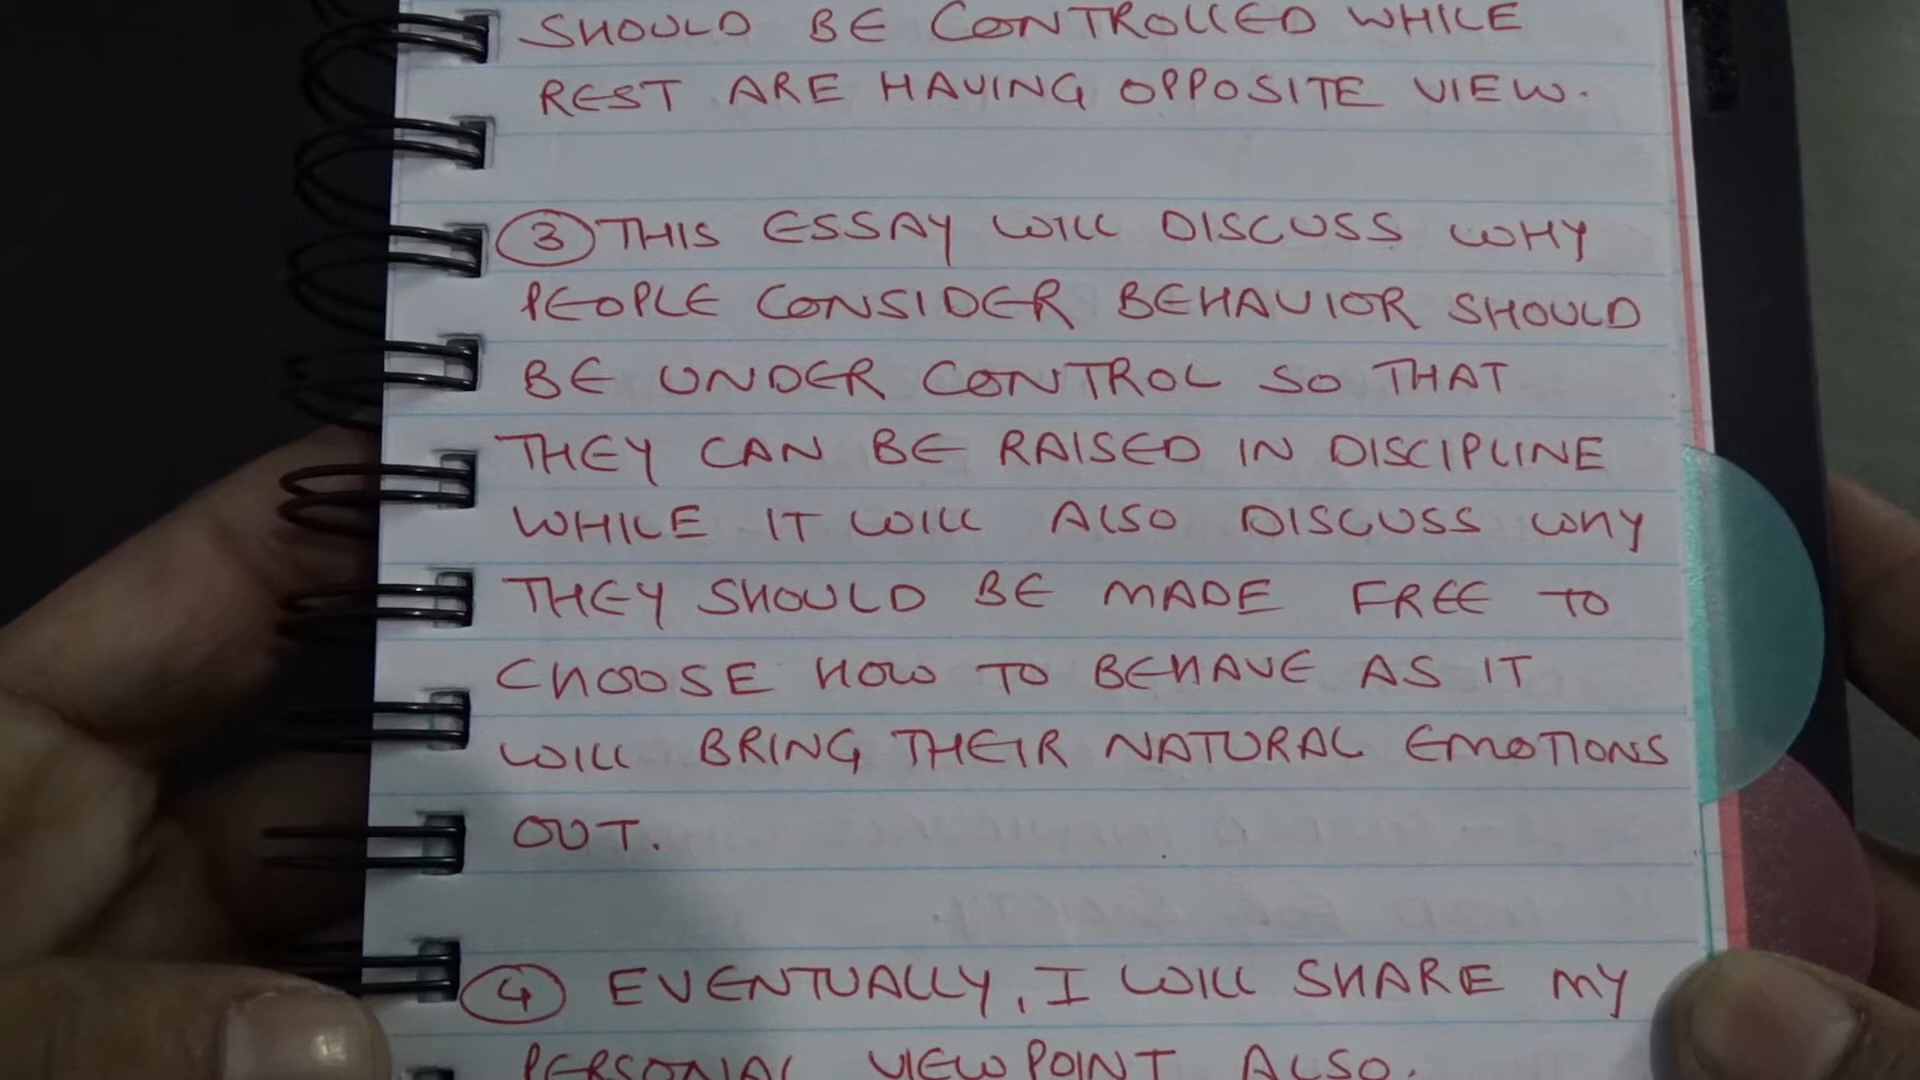 SHOULD BE CONTROLLED WHILE
REST ARE HAVING OPPOSITE VIEW.
3 THIS ESSAY WILL DISCUSS WHY
PEOPLE CONSIDER BEHAVIOR SHOULD
BE UNDER CONTROL SO THAT
THEY CAN BE RAISED IN DISCIPLINE
WHILE IT WILL ALSO DISCUSS WHY
THEY SHOULD BE MADE FREE TO
CHOOSE HOW TO BEHAVE AS IT
WILL BRING THEIR NATURAL EMOTIONS
OUT.
4 EVENTUALLY, I WILL SHARE MY
PERSONAL VIEWPOINT ALSO.